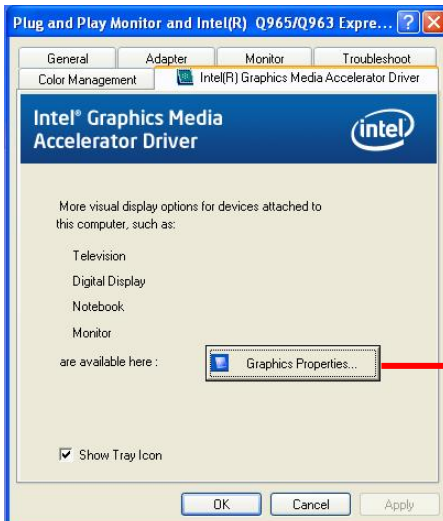 Plug and Play Monitor and Intel(R) Q965/Q963 Expre...
General Adapter Monitor Troubleshoot
Color Management Intel(R) Graphics Media Accelerator Driver
Intel® Graphics Media
Accelerator Driver
intel
More visual display options for devices attached to
this computer, such as:
Television
Digital Display
Notebook
Monitor
are available here : Graphics Properties...
Show Tray Icon
OK Cancel Apply